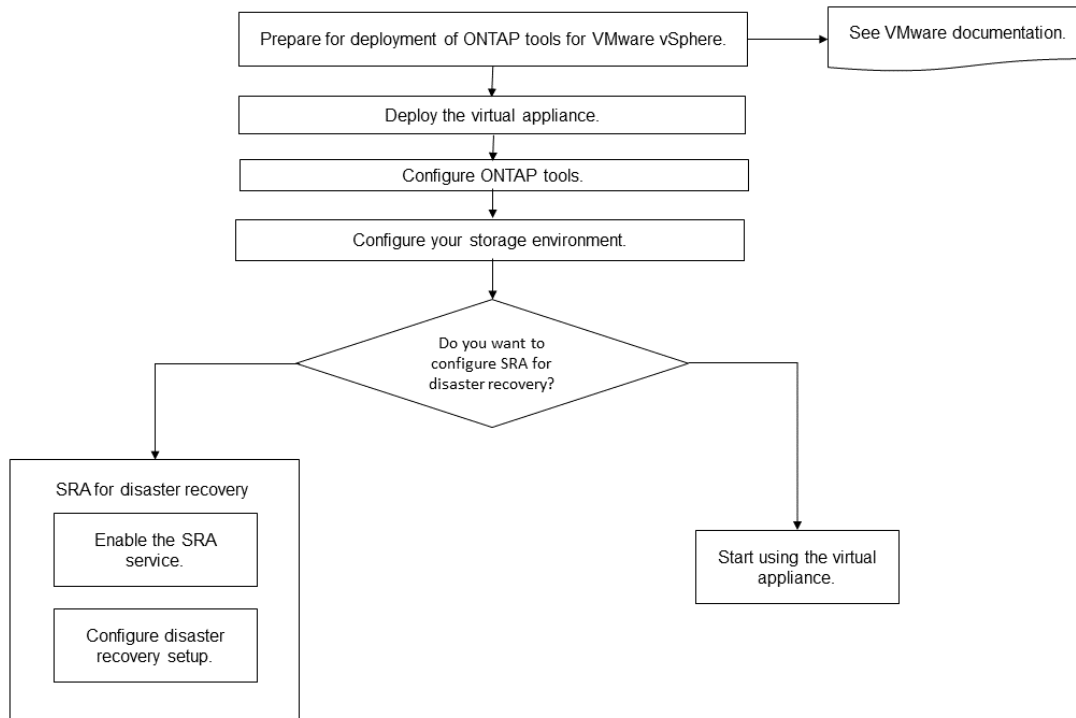 Prepare for deployment of ONTAP tools for VMware vSphere.
See VMware documentation.
Deploy the virtual appliance.
Configure ONTAP tools.
Configure your storage environment.
Do you want to
configure SRA for
disaster recovery?
SRA for disaster recovery
Enable the SRA
service.
Configure disaster
recovery setup.
Start using the virtual
appliance.